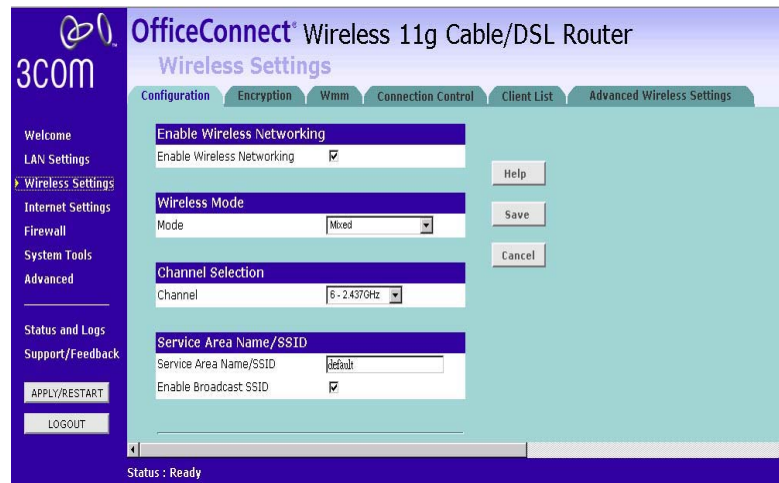 3COM
OfficeConnect® Wireless 11g Cable/DSL Router
Wireless Settings
Configuration
Encryption
Wmm
Connection Control
Client List
Advanced Wireless Settings
Welcome
LAN Settings
Wireless Settings
Internet Settings
Firewall
System Tools
Advanced
Status and Logs
Support/Feedback
APPLY/RESTART
LOGOUT
Enable Wireless Networking
Enable Wireless Networking
Wireless Mode
Mode Mixed
Channel Selection
Channel 6 - 2.437GHz
Service Area Name/SSID
Service Area Name/SSID default
Enable Broadcast SSID
Help
Save
Cancel
Status : Ready